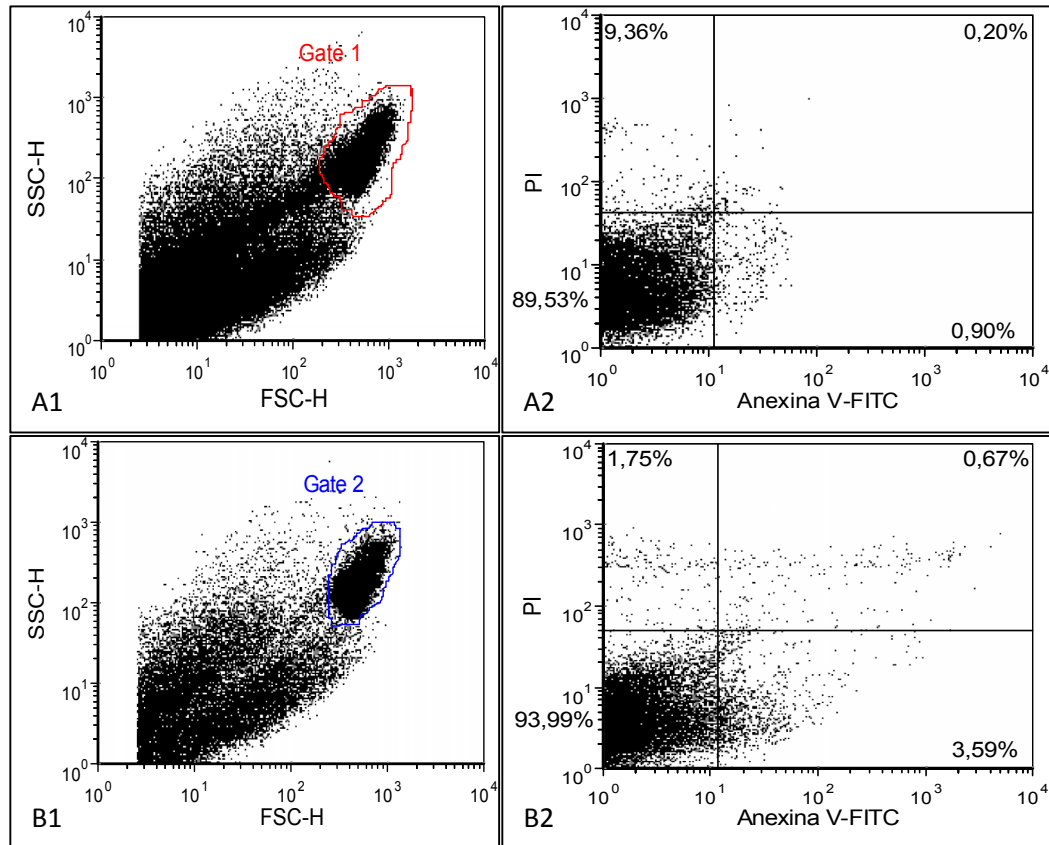 Gate 1
SSC-H
10^4
10^3
10^2
10^1
10^0
10^0 10^1 10^2 10^3 10^4
FSC-H
A1
9,36%
0,20%
PI
10^4
10^3
10^2
10^1
10^0
89,53%
0,90%
10^0 10^1 10^2 10^3 10^4
Anexina V-FITC
A2
Gate 2
SSC-H
10^4
10^3
10^2
10^1
10^0
10^0 10^1 10^2 10^3 10^4
FSC-H
B1
1,75%
0,67%
PI
10^4
10^3
10^2
10^1
10^0
93,99%
3,59%
10^0 10^1 10^2 10^3 10^4
Anexina V-FITC
B2